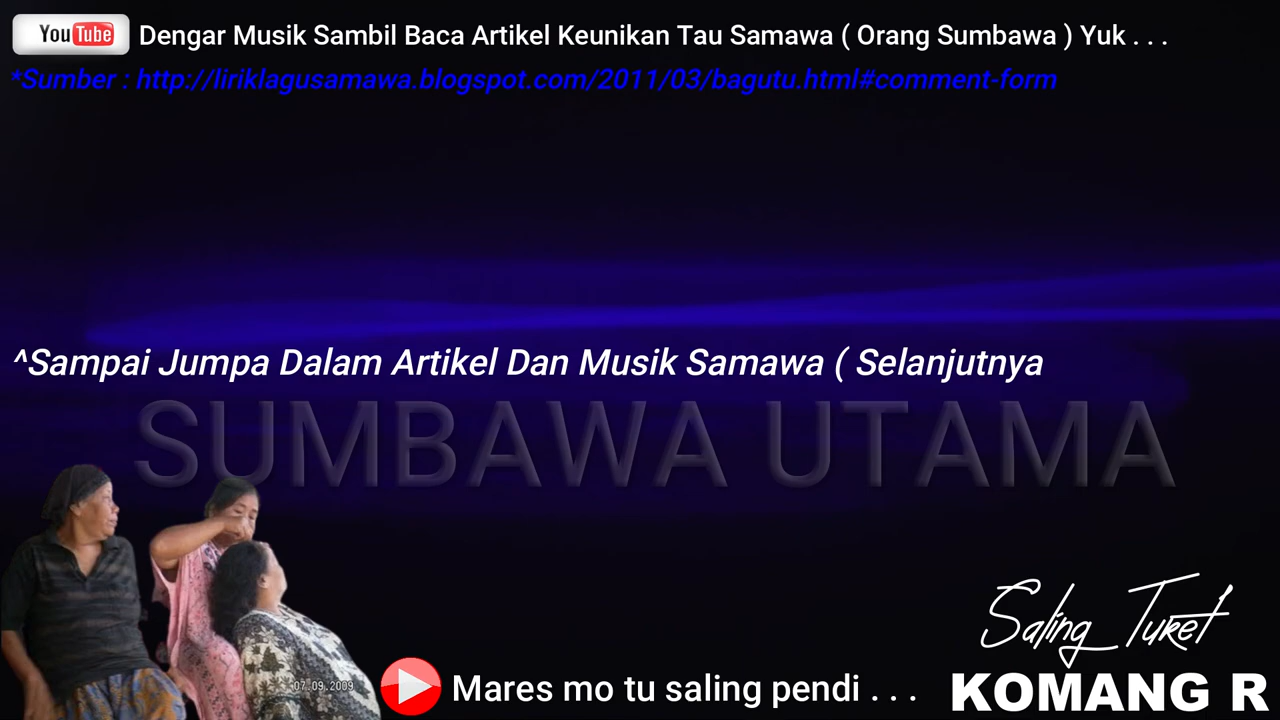 YouTube Dengar Musik Sambil Baca Artikel Keunikan Tau Samawa ( Orang Sumbawa ) Yuk . . .
*Sumber : http://liriklagusamawa.blogspot.com/2011/03/bagutu.html#comment-form
^Sampai Jumpa Dalam Artikel Dan Musik Samawa ( Selanjutnya
SUMBAWA UTAMA
Saling Turet
07.09.2009
Mares mo tu saling pendi . . .
KOMANG R